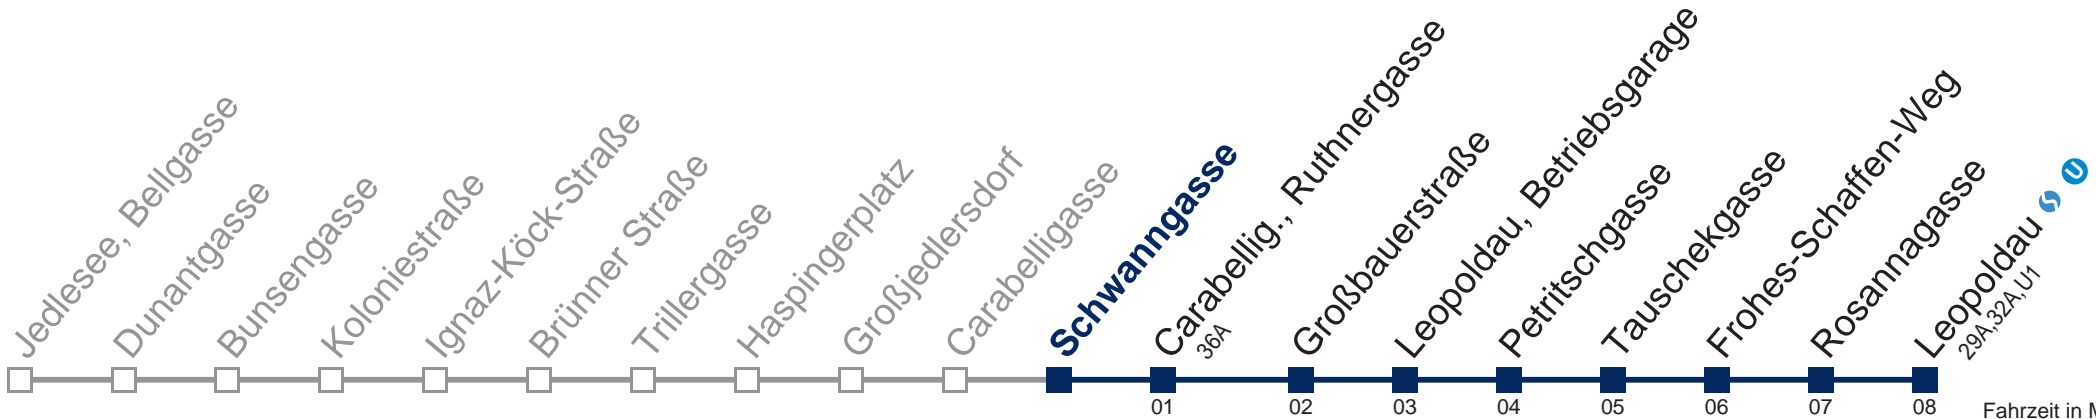 Jedlesee, Bellgasse
Dunantgasse
Bunsengasse
Koloniestraße
Ignaz-Köck-Straße
Brünner Straße
Trillergasse
Haspingerplatz
Großjedlersdorf
Carabelligasse
Schwanngasse
Carabellig., Ruthnergasse
36A
Großbauerstraße
Leopoldau, Betriebsgarage
Petritschgasse
Tauschekgasse
Frohes-Schaffen-Weg
Rosannagasse
Leopoldau S U
29A,32A,U1
01 02 03 04 05 06 07 08
Fahrzeit in M